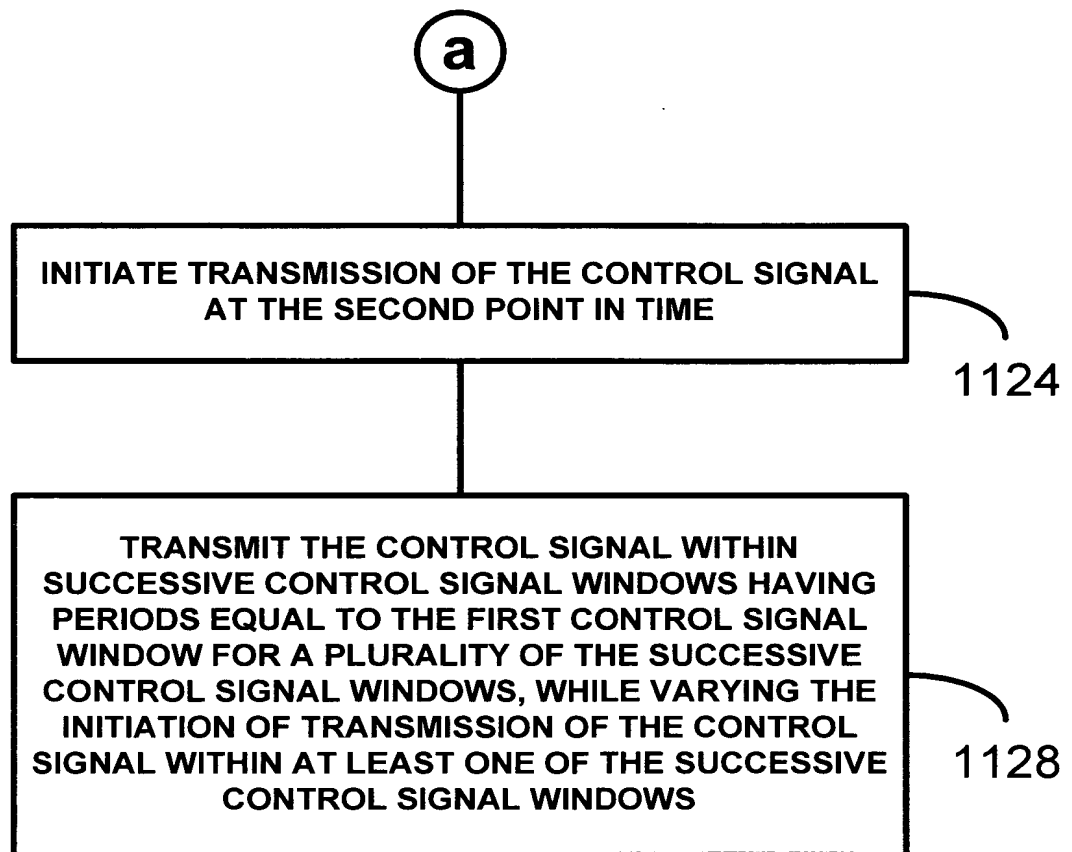 a
INITIATE TRANSMISSION OF THE CONTROL SIGNAL
AT THE SECOND POINT IN TIME
1124
TRANSMIT THE CONTROL SIGNAL WITHIN
SUCCESSIVE CONTROL SIGNAL WINDOWS HAVING
PERIODS EQUAL TO THE FIRST CONTROL SIGNAL
WINDOW FOR A PLURALITY OF THE SUCCESSIVE
CONTROL SIGNAL WINDOWS, WHILE VARYING THE
INITIATION OF TRANSMISSION OF THE CONTROL
SIGNAL WITHIN AT LEAST ONE OF THE SUCCESSIVE
CONTROL SIGNAL WINDOWS
1128